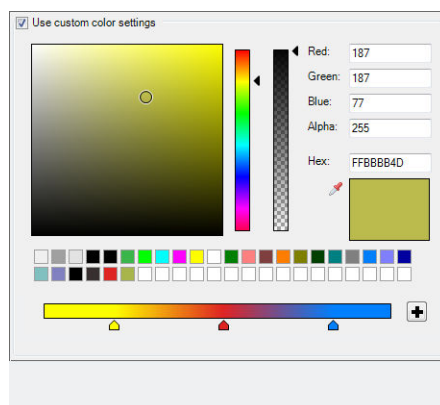 Use custom color settings
Red: 187
Green: 187
Blue: 77
Alpha: 255
Hex: FFBBBB4D